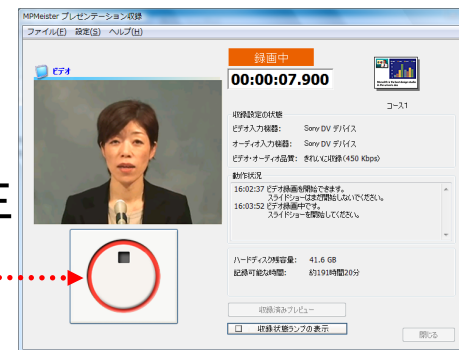 MPMeister プレゼンテーション収録
ファイル(F) 設定(S) ヘルプ(H)
録画中
00:00:07.900
ビデオ
コース1
収録設定の状態
ビデオ入力機器: Sony DV デバイス
オーディオ入力機器: Sony DV デバイス
ビデオ・オーディオ品質: きれいに収録(450 Kbps)
動作状況
16:02:37 ビデオ録画を開始できます。
スライドショーはまだ開始しないでください。
16:03:52 ビデオ録画中です。
スライドショーを開始してください。
ハードディスク残容量: 41.6 GB
記録可能な時間: 約191時間20分
収録済みプレビュー
収録状態ランプの表示
閉じる